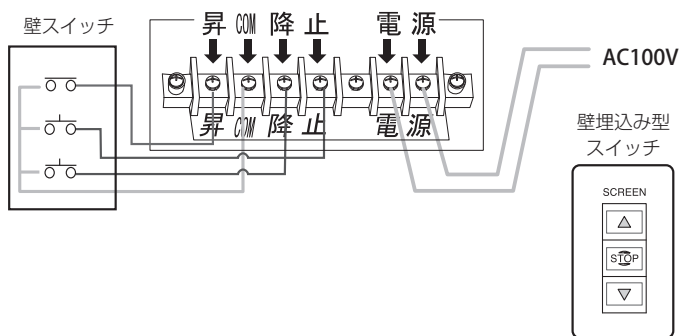 壁スイッチ
昇 COM 降 止 電 源
昇 COM 降 止 電 源
AC100V
壁埋込み型
スイッチ
SCREEN
STOP